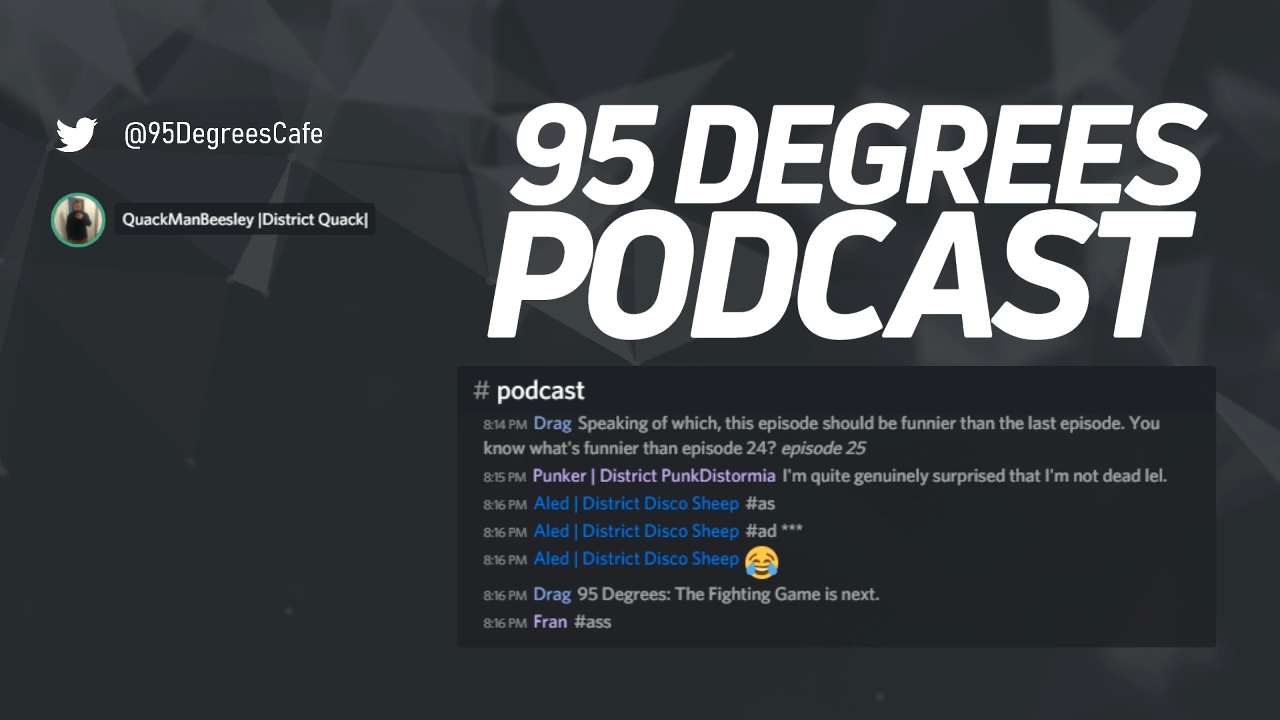 @95DegreesCafe
QuackManBeesley |District Quack|
95 DEGREES
PODCAST
# podcast
8:14 PM Drag Speaking of which, this episode should be funnier than the last episode. You
know what's funnier than episode 24? episode 25
8:15 PM Punker | District PunkDistormia I'm quite genuinely surprised that I'm not dead lel.
8:16 PM Aled | District Disco Sheep #as
8:16 PM Aled | District Disco Sheep #ad ***
8:16 PM Aled | District Disco Sheep 😂
8:16 PM Drag 95 Degrees: The Fighting Game is next.
8:16 PM Fran #ass